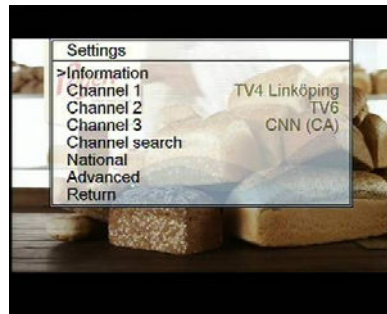 Settings
>Information
Channel 1 TV4 Linköping
Channel 2 TV6
Channel 3 CNN (CA)
Channel search
National
Advanced
Return